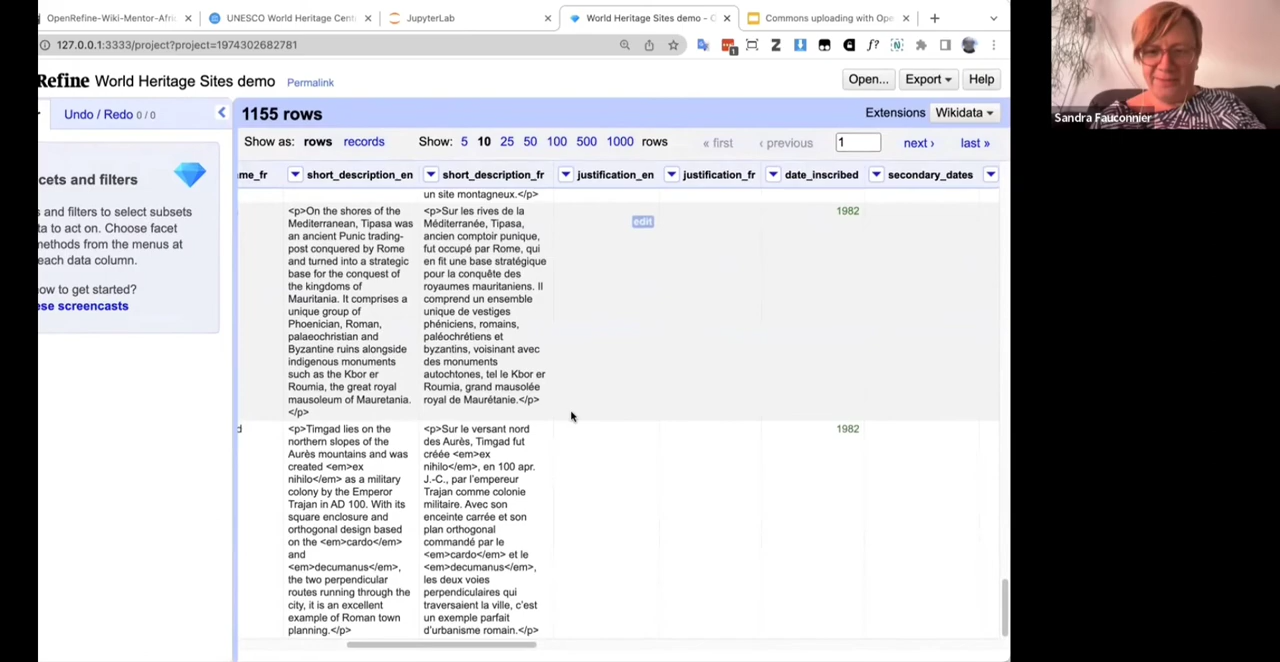 OpenRefine-Wiki-Mentor-Afri
UNESCO World Heritage Cent
JupyterLab
World Heritage Sites demo - O
Commons uploading with Ope
127.0.0.1:3333/project?project=1974302682781
Refine World Heritage Sites demo Permalink
Open... Export Help
Undo / Redo 0 / 0
1155 rows
Extensions Wikidata
Show as: rows records Show: 5 10 25 50 100 500 1000 rows « first ‹ previous 1 next › last »
me_fr short_description_en short_description_fr justification_en justification_fr date_inscribed secondary_dates
cets and filters
s and filters to select subsets
ta to act on. Choose facet
methods from the menus at
each data column.
ow to get started?
ese screencasts
un site montagneux.</p>
<p>On the shores of the
Mediterranean, Tipasa was
an ancient Punic trading-
post conquered by Rome
and turned into a strategic
base for the conquest of
the kingdoms of
Mauritania. It comprises a
unique group of
Phoenician, Roman,
palaeochristian and
Byzantine ruins alongside
indigenous monuments
such as the Kbor er
Roumia, the great royal
mausoleum of Mauretania.
</p>
<p>Sur les rives de la
Méditerranée, Tipasa,
ancien comptoir punique,
fut occupé par Rome, qui
en fit une base stratégique
pour la conquête des
royaumes mauritaniens. Il
comprend un ensemble
unique de vestiges
phéniciens, romains,
paléochrétiens et
byzantins, voisinant avec
des monuments
autochtones, tel le Kbor er
Roumia, grand mausolée
royal de Maurétanie.</p>
edit
1982
d
<p>Timgad lies on the
northern slopes of the
Aurès mountains and was
created <em>ex
nihilo</em> as a military
colony by the Emperor
Trajan in AD 100. With its
square enclosure and
orthogonal design based
on the <em>cardo</em>
and
<em>decumanus</em>,
the two perpendicular
routes running through the
city, it is an excellent
example of Roman town
planning.</p>
<p>Sur le versant nord
des Aurès, Timgad fut
créée <em>ex
nihilo</em>, en 100 apr.
J.-C., par l'empereur
Trajan comme colonie
militaire. Avec son
enceinte carrée et son
plan orthogonal
commandé par le
<em>cardo</em> et le
<em>decumanus</em>,
les deux voies
perpendiculaires qui
traversaient la ville, c'est
un exemple parfait
d'urbanisme romain.</p>
1982
Sandra Fauconnier